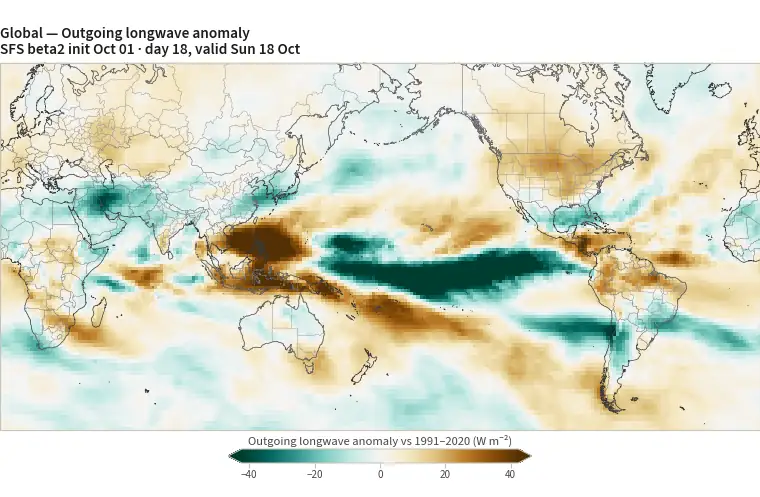 Global — Outgoing longwave anomaly
SFS beta2 init Oct 01 · day 18, valid Sun 18 Oct
Outgoing longwave anomaly vs 1991–2020 (W m⁻²)
−40 −20 0 20 40